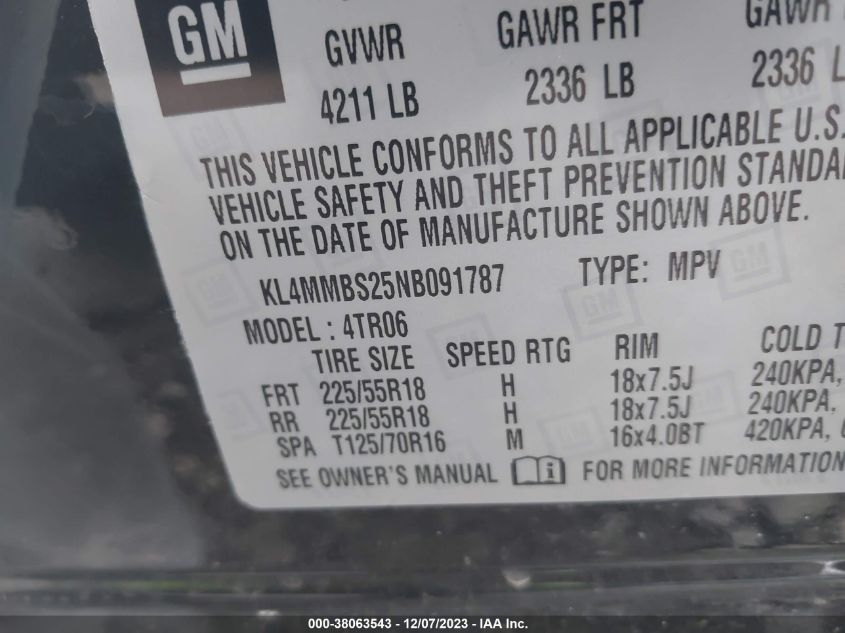 GM
GVWR GAWR FRT GAWR
4211 LB 2336 LB 2336
THIS VEHICLE CONFORMS TO ALL APPLICABLE U.S.
VEHICLE SAFETY AND THEFT PREVENTION
ON THE DATE OF MANUFACTURE SHOWN ABOVE.
KL4MMBS25NB091787 TYPE: MPV
MODEL : 4TR06
TIRE SIZE SPEED RTG RIM COLD
FRT 225/55R18 H 18x7.5J 240KPA,
RR 225/55R18 H 18x7.5J 240KPA,
SPA T125/70R16 M 16x4.0BT 420KPA,
SEE OWNER'S MANUAL FOR MORE INFORMATION
000-38063543 - 12/07/2023 - IAA Inc.